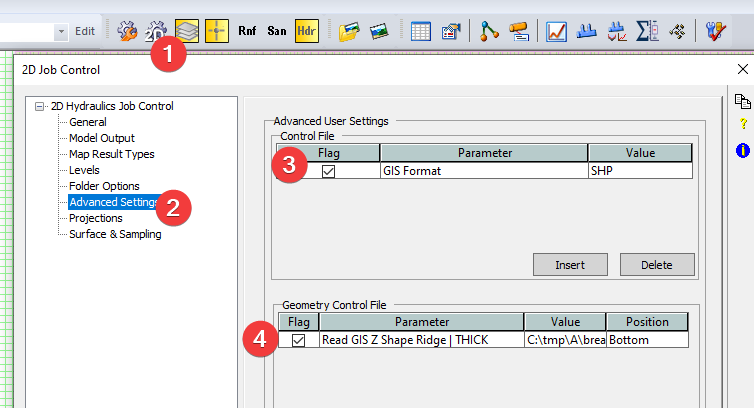 Edit 2D Rnf San Hdr
1
2D Job Control
2D Hydraulics Job Control
General
Model Output
Map Result Types
Levels
Folder Options
Advanced Settings
2
Projections
Surface & Sampling
Advanced User Settings
Control File
Flag Parameter Value
3 GIS Format SHP
Insert Delete
Geometry Control File
Flag Parameter Value Position
4 Read GIS Z Shape Ridge | THICK C:\tmp\A\brea Bottom